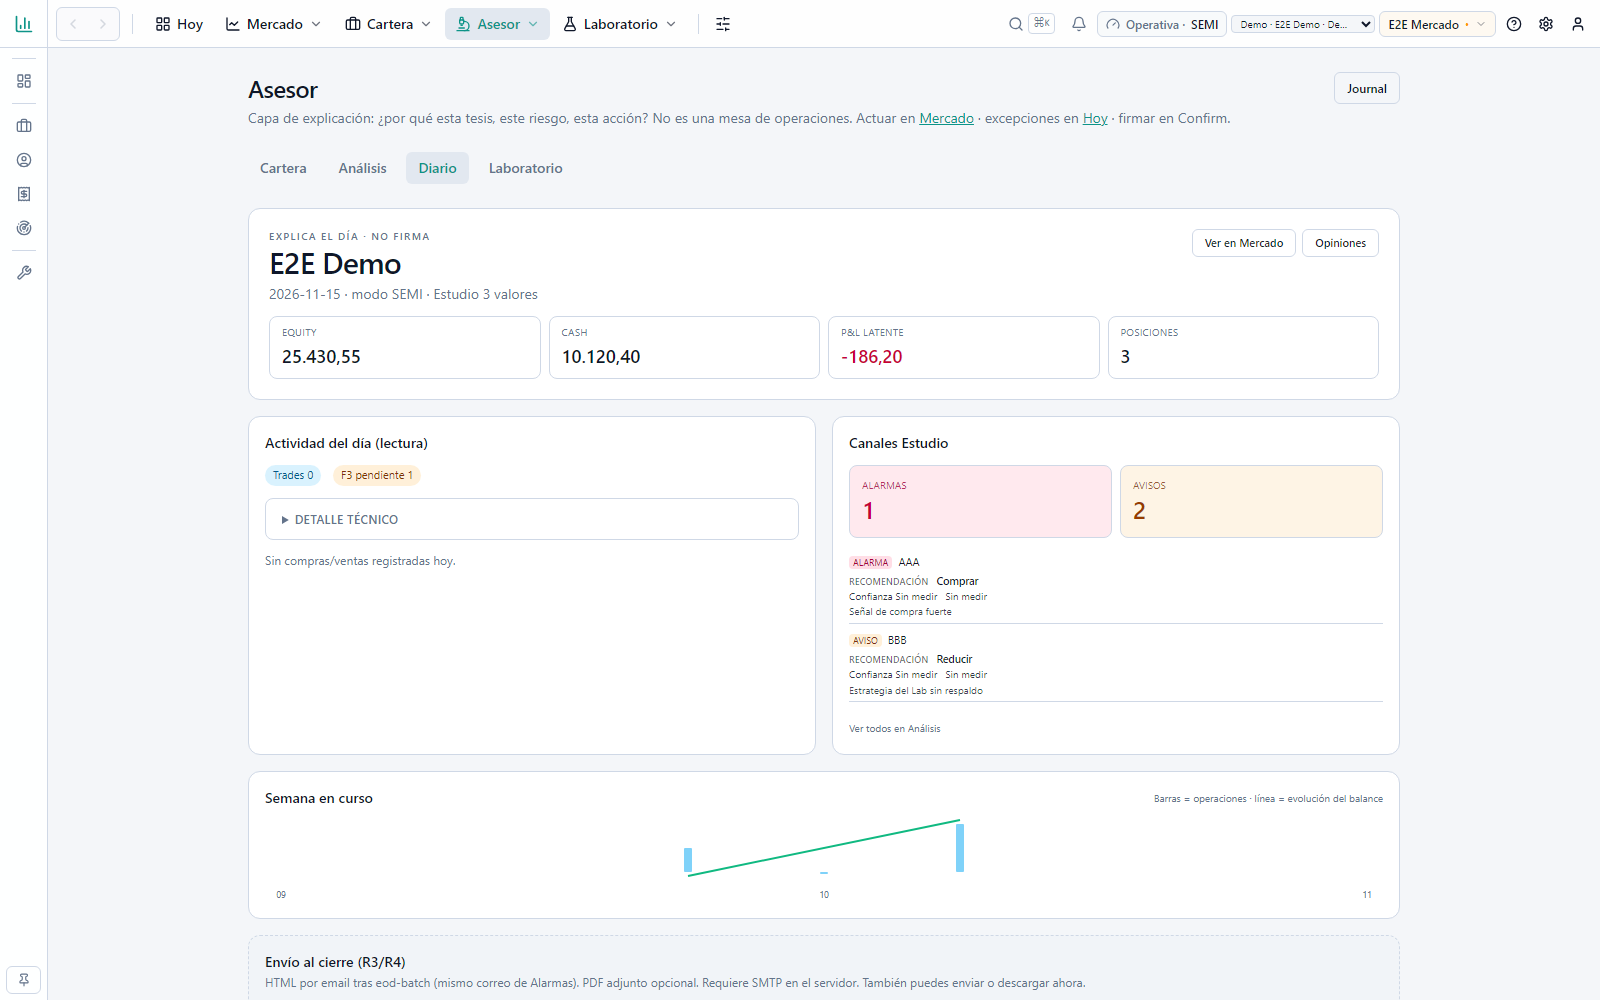 Hoy
Mercado
Cartera
Asesor
Laboratorio
⌘K
Operativa · SEMI
Demo · E2E Demo · De...
E2E Mercado
Asesor
Journal
Capa de explicación: ¿por qué esta tesis, este riesgo, esta acción? No es una mesa de operaciones. Actuar en Mercado · excepciones en Hoy · firmar en Confirm.
Cartera
Análisis
Diario
Laboratorio
EXPLICA EL DÍA · NO FIRMA
Ver en Mercado
Opiniones
E2E Demo
2026-11-15 · modo SEMI · Estudio 3 valores
EQUITY
25.430,55
CASH
10.120,40
P&L LATENTE
-186,20
POSICIONES
3
Actividad del día (lectura)
Trades 0
F3 pendiente 1
DETALLE TÉCNICO
Sin compras/ventas registradas hoy.
Canales Estudio
ALARMAS
1
AVISOS
2
ALARMA AAA
RECOMENDACIÓN Comprar
Confianza Sin medir Sin medir
Señal de compra fuerte
AVISO BBB
RECOMENDACIÓN Reducir
Confianza Sin medir Sin medir
Estrategia del Lab sin respaldo
Ver todos en Análisis
Semana en curso
Barras = operaciones · línea = evolución del balance
09
10
11
Envío al cierre (R3/R4)
HTML por email tras eod-batch (mismo correo de Alarmas). PDF adjunto opcional. Requiere SMTP en el servidor. También puedes enviar o descargar ahora.